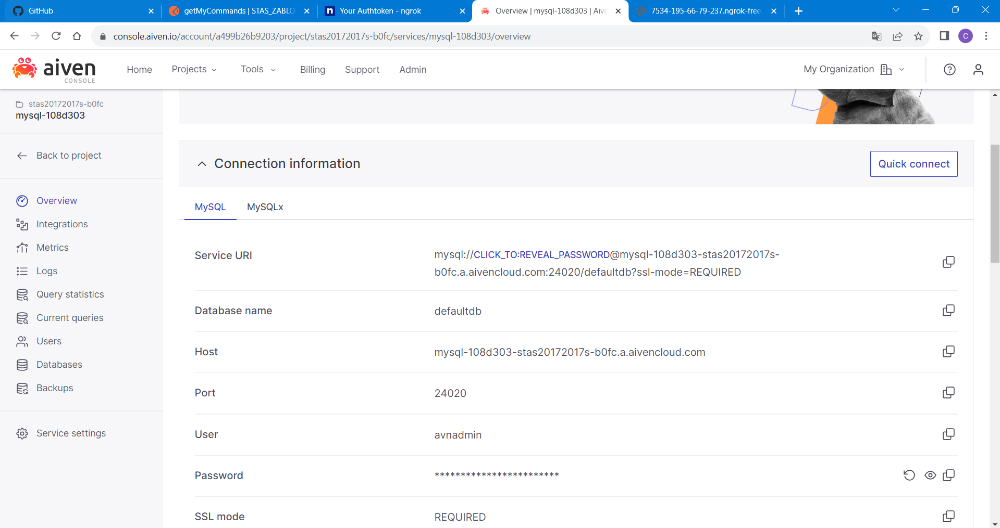 GitHub
getMyCommands | STAS_ZABLO
Your Authtoken - ngrok
Overview | mysql-108d303 | Aive
7534-195-66-79-237.ngrok-free.
console.aiven.io/account/a499b26b9203/project/stas20172017s-b0fc/services/mysql-108d303/overview
C
aiven
CONSOLE
Home
Projects
Tools
Billing
Support
Admin
My Organization
stas20172017s-b0fc
mysql-108d303
Back to project
Overview
Integrations
Metrics
Logs
Query statistics
Current queries
Users
Databases
Backups
Service settings
Connection information
Quick connect
MySQL
MySQLx
Service URI
mysql://CLICK_TO:REVEAL_PASSWORD@mysql-108d303-stas20172017s-
b0fc.a.aivencloud.com:24020/defaultdb?ssl-mode=REQUIRED
Database name
defaultdb
Host
mysql-108d303-stas20172017s-b0fc.a.aivencloud.com
Port
24020
User
avnadmin
Password
************************
SSL mode
REQUIRED